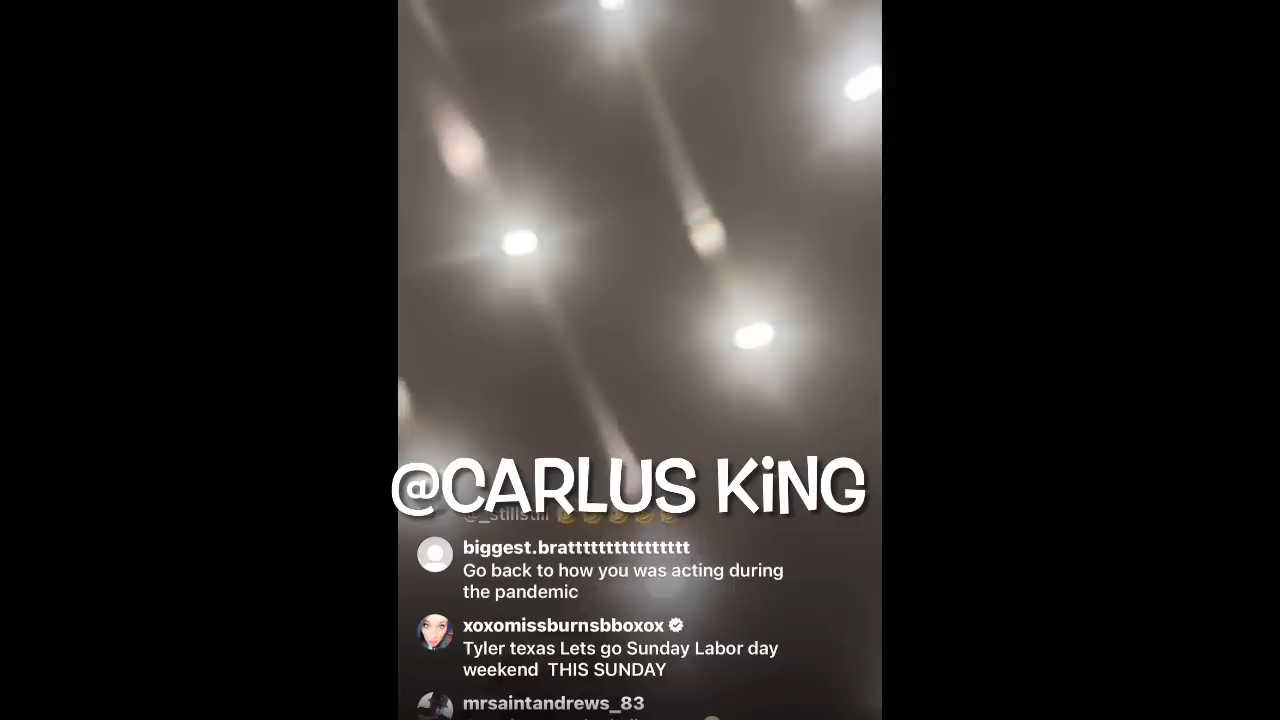 @CARLUS KiNG
@_stillstill
biggest.bratttttttttttttttt
Go back to how you was acting during
the pandemic
xoxomissburnsbboxox
Tyler texas Lets go Sunday Labor day
weekend THIS SUNDAY
mrsaintandrews_83